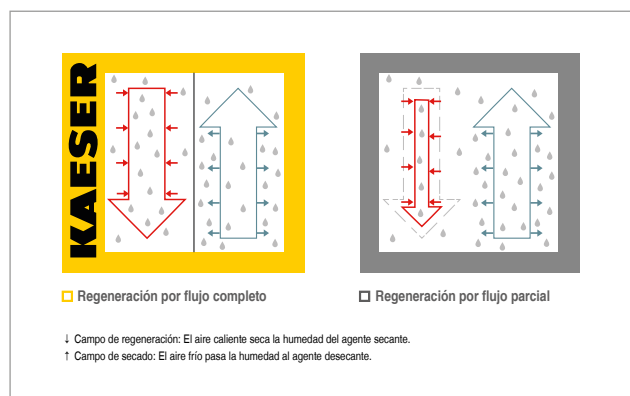 KAESER
Regeneración por flujo completo
Regeneración por flujo parcial
↓ Campo de regeneración: El aire caliente seca la humedad del agente secante.
↑ Campo de secado: El aire frío pasa la humedad al agente desecante.